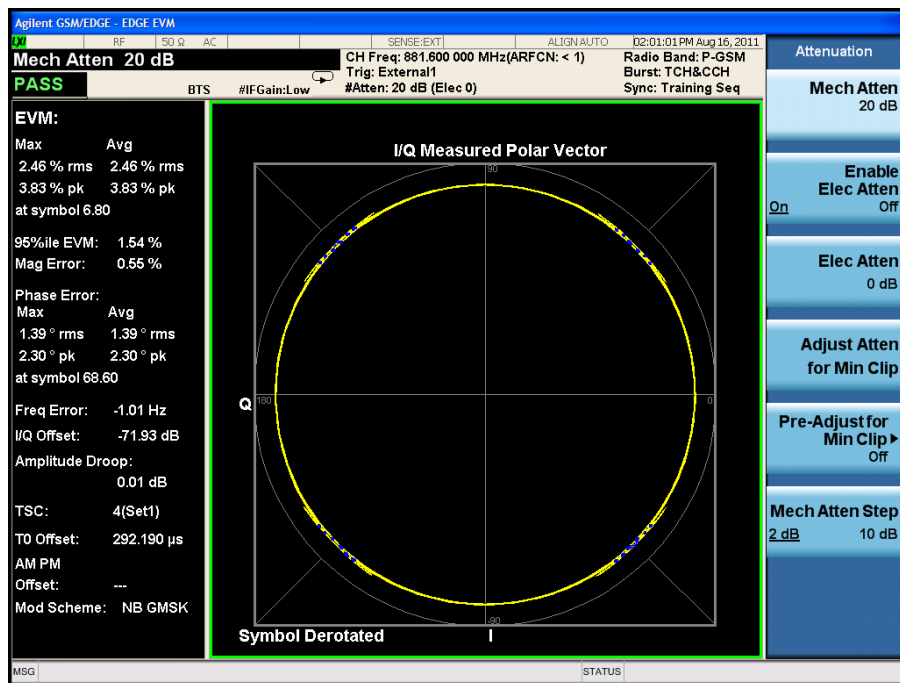 Agilent GSM/EDGE - EDGE EVM
LXI RF 50 Ω AC SENSE:EXT ALIGN AUTO 02:01:01 PM Aug 16, 2011
Mech Atten 20 dB
CH Freq: 881.600 000 MHz(ARFCN: < 1)
Radio Band: P-GSM
Trig: External1
Burst: TCH&CCH
PASS
BTS
#IFGain:Low
#Atten: 20 dB (Elec 0)
Sync: Training Seq
EVM:
Max Avg
2.46 % rms 2.46 % rms
3.83 % pk 3.83 % pk
at symbol 6.80
95%ile EVM: 1.54 %
Mag Error: 0.55 %
Phase Error:
Max Avg
1.39 ° rms 1.39 ° rms
2.30 ° pk 2.30 ° pk
at symbol 68.60
Freq Error: -1.01 Hz
I/Q Offset: -71.93 dB
Amplitude Droop:
0.01 dB
TSC: 4(Set1)
T0 Offset: 292.190 µs
AM PM
Offset: ---
Mod Scheme: NB GMSK
I/Q Measured Polar Vector
90
Q
180
0
-90
Symbol Derotated
I
Attenuation
Mech Atten
20 dB
Enable
Elec Atten
On Off
Elec Atten
0 dB
Adjust Atten
for Min Clip
Pre-Adjust for
Min Clip
Off
Mech Atten Step
2 dB 10 dB
MSG
STATUS